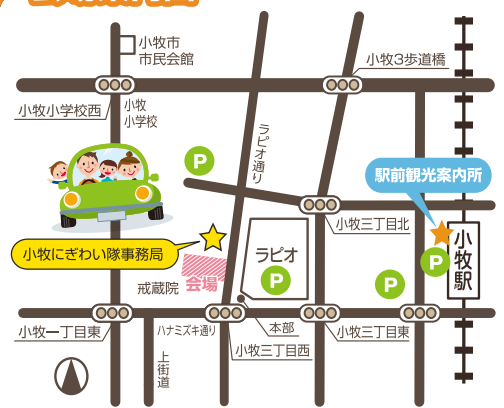 小牧市
市民会館
小牧3歩道橋
小牧小学校西
小牧
小学校
ラピオ通り
P
駅前観光案内所
小牧三丁目北
小牧にぎわい隊事務局
ラピオ
P
小牧駅
P
P
戒蔵院
会場
本部
小牧一丁目東
ハナミズキ通り
小牧三丁目東
小牧三丁目西
上街道